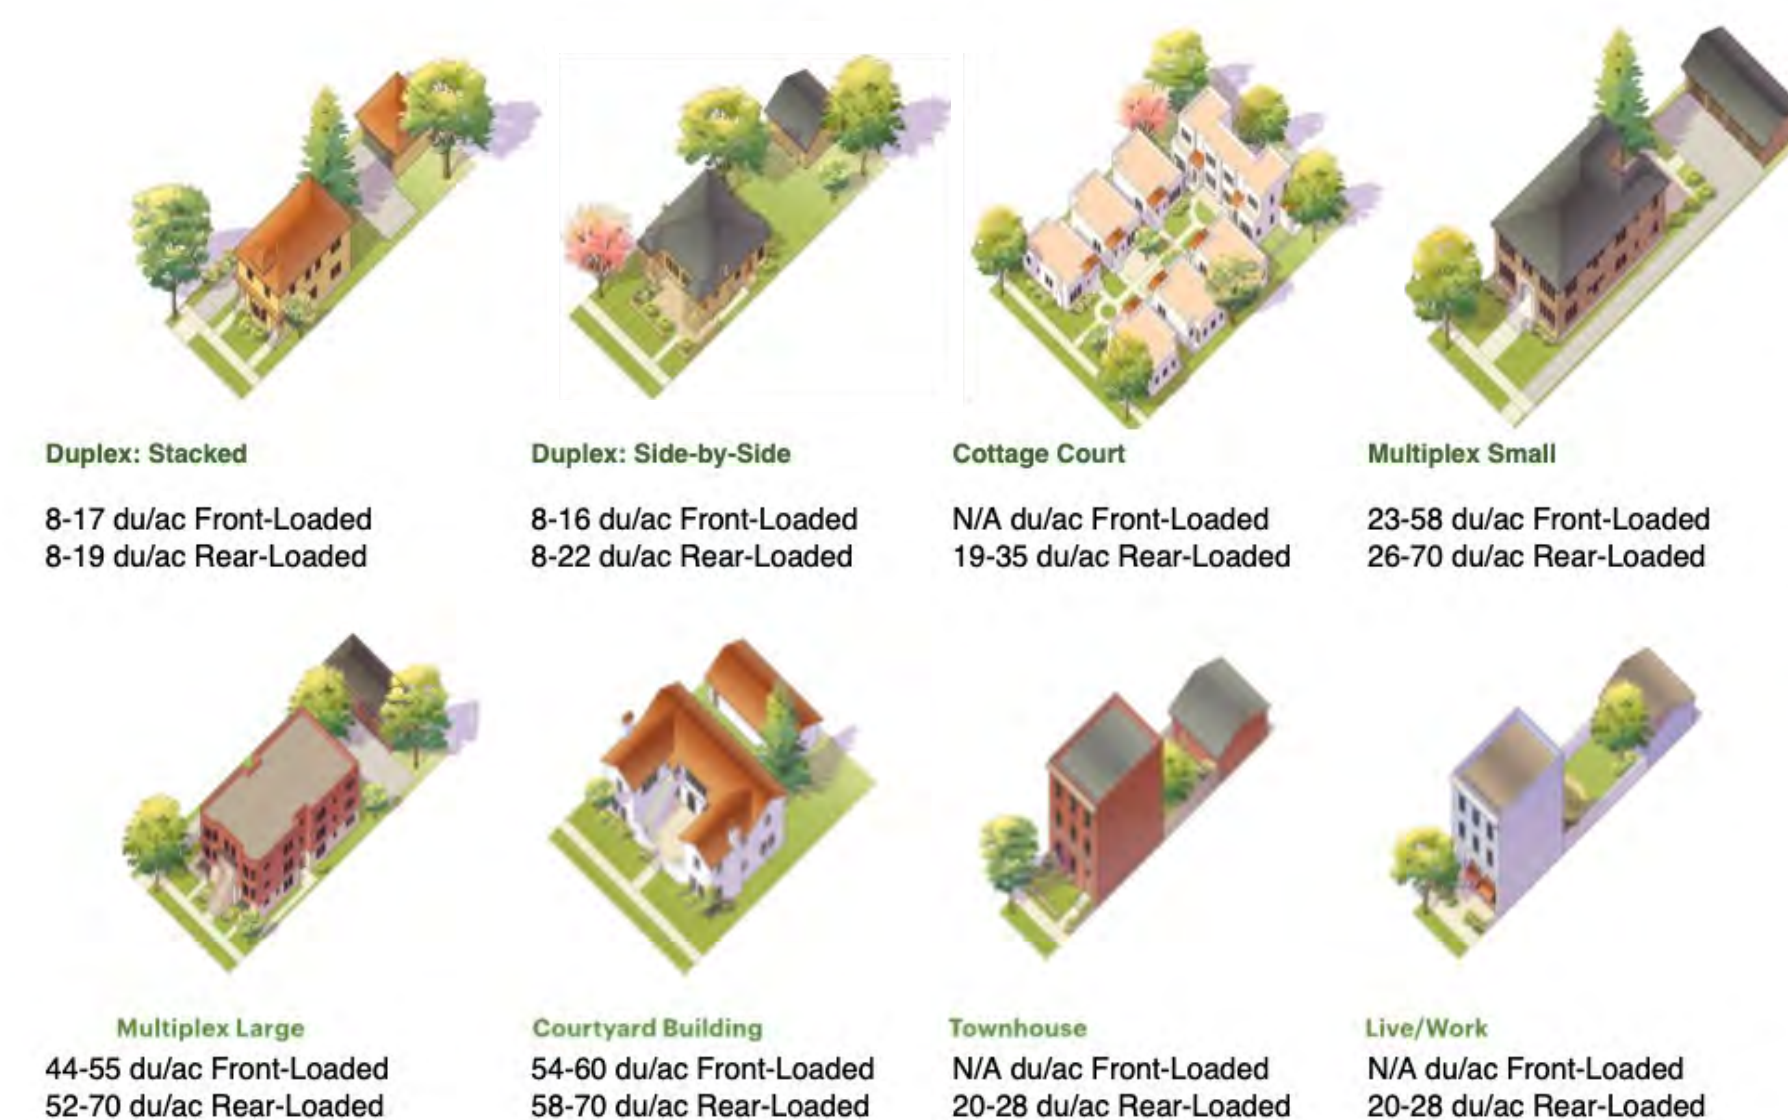 Duplex: Stacked
8-17 du/ac Front-Loaded
8-19 du/ac Rear-Loaded
Duplex: Side-by-Side
8-16 du/ac Front-Loaded
8-22 du/ac Rear-Loaded
Cottage Court
N/A du/ac Front-Loaded
19-35 du/ac Rear-Loaded
Multiplex Small
23-58 du/ac Front-Loaded
26-70 du/ac Rear-Loaded
Multiplex Large
44-55 du/ac Front-Loaded
52-70 du/ac Rear-Loaded
Courtyard Building
54-60 du/ac Front-Loaded
58-70 du/ac Rear-Loaded
Townhouse
N/A du/ac Front-Loaded
20-28 du/ac Rear-Loaded
Live/Work
N/A du/ac Front-Loaded
20-28 du/ac Rear-Loaded